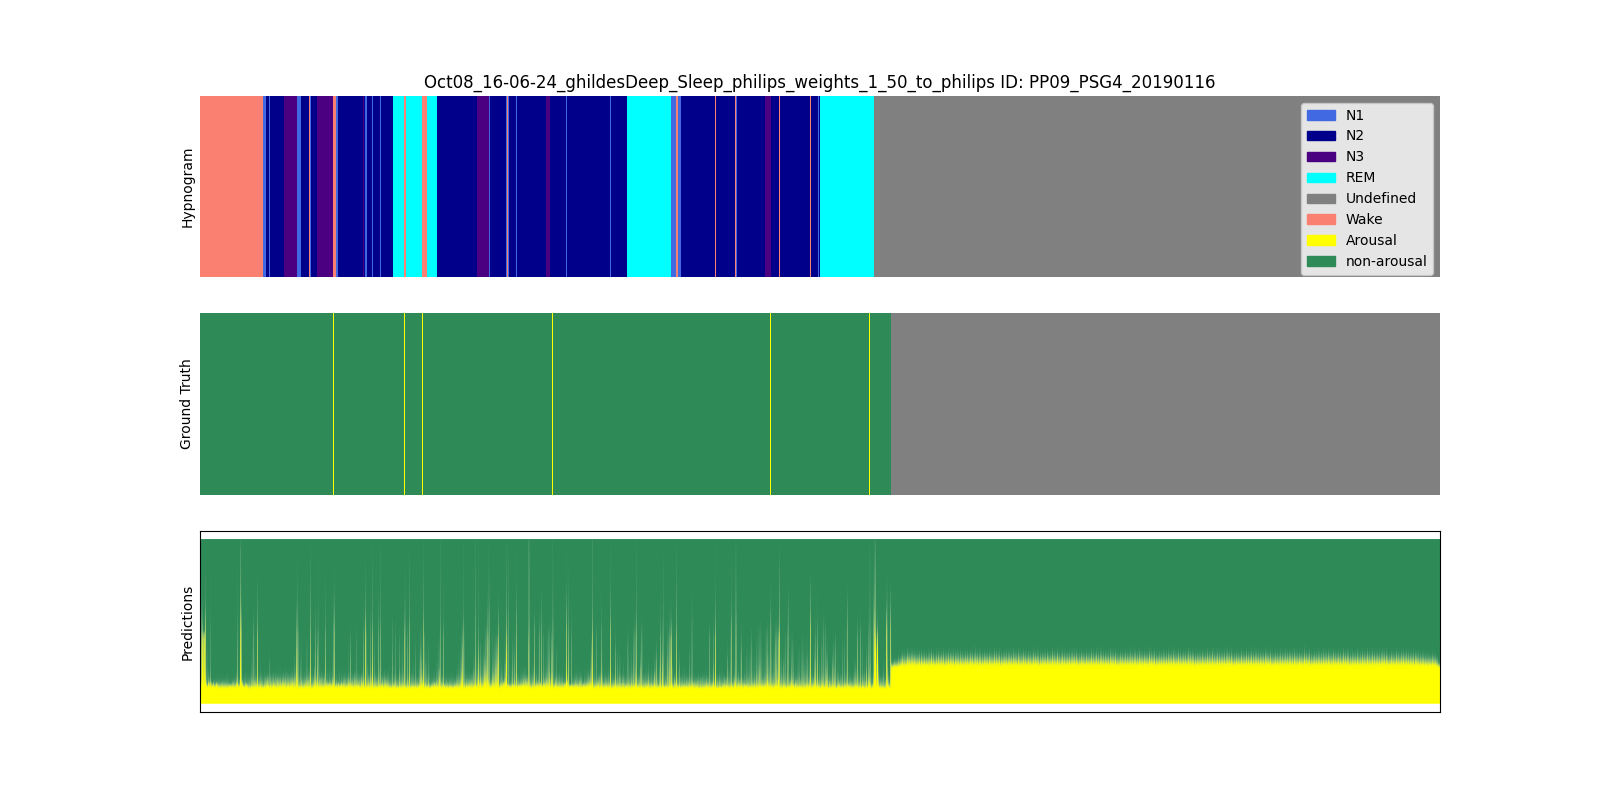 Oct08_16-06-24_ghildesDeep_Sleep_philips_weights_1_50_to_philips ID: PP09_PSG4_20190116
Hypnogram
N1
N2
N3
REM
Undefined
Wake
Arousal
non-arousal
Ground Truth
Predictions